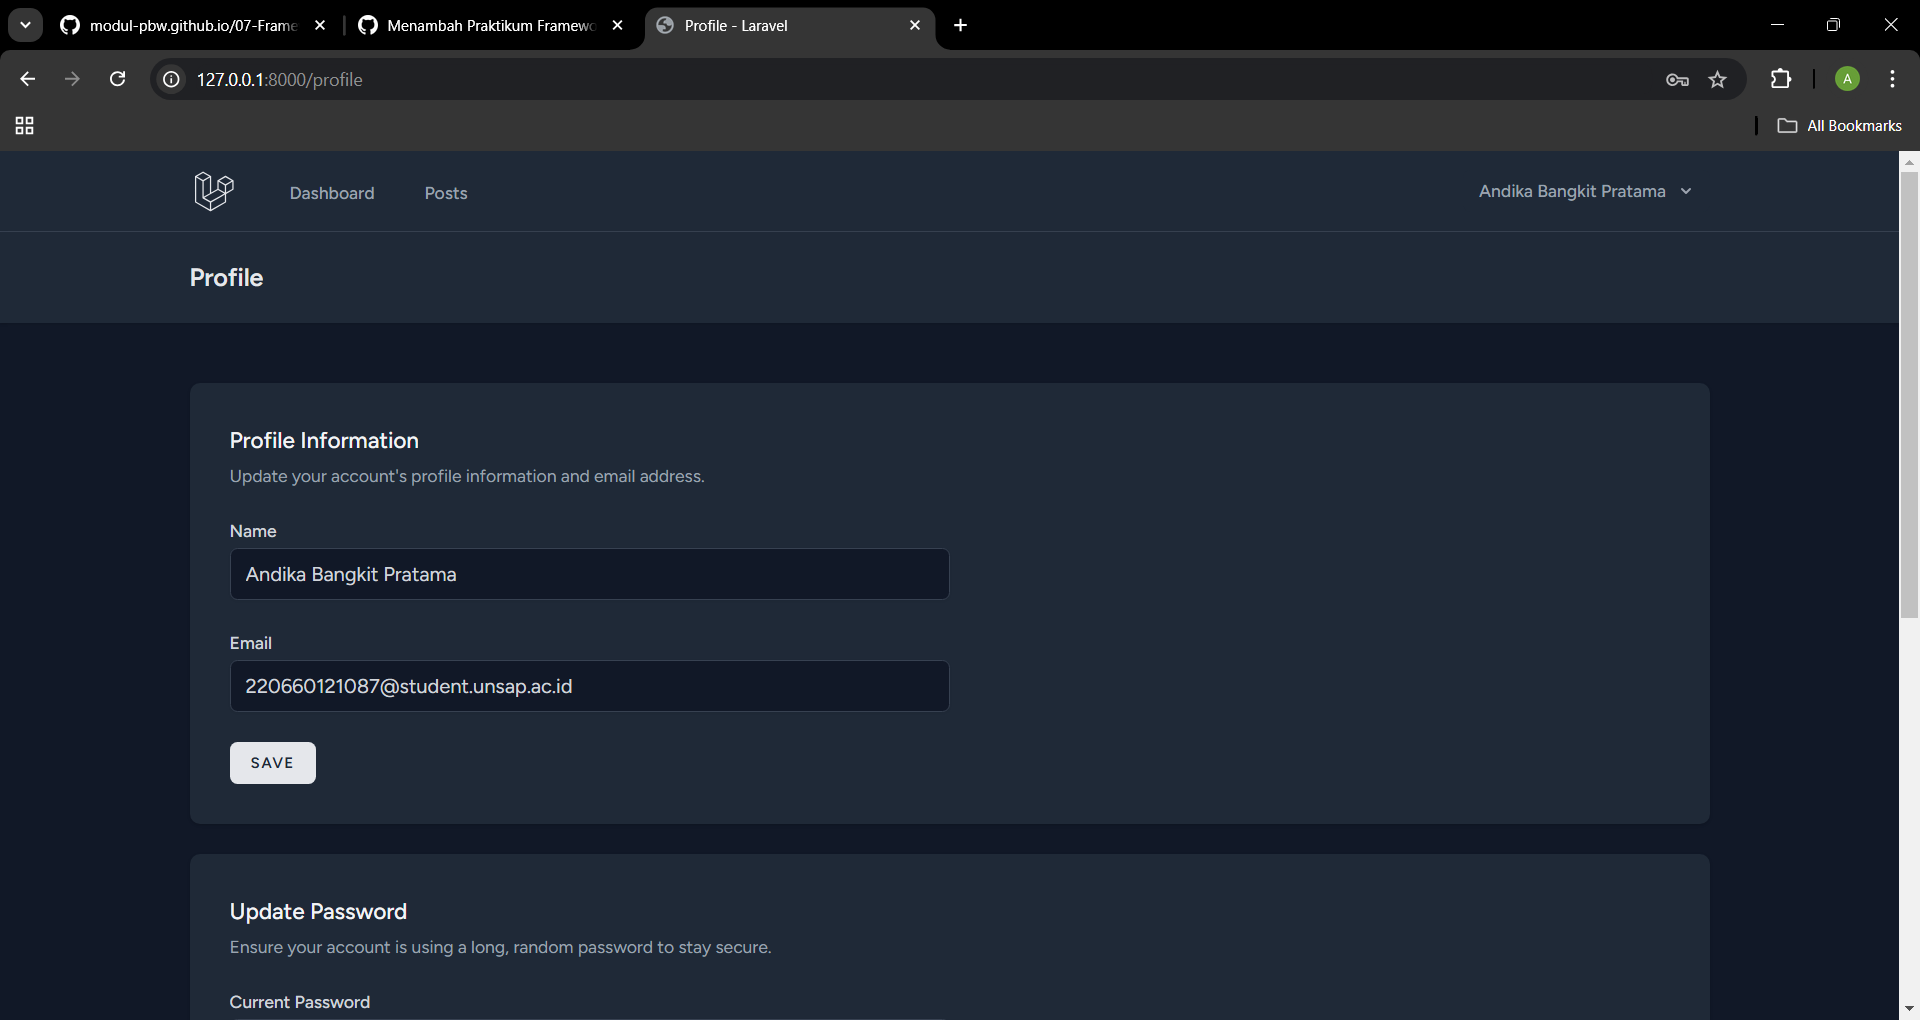 modul-pbw.github.io/07-Frame
Menambah Praktikum Framewo
Profile - Laravel
127.0.0.1:8000/profile
A
All Bookmarks
Dashboard
Posts
Andika Bangkit Pratama
Profile
Profile Information
Update your account's profile information and email address.
Name
Andika Bangkit Pratama
Email
220660121087@student.unsap.ac.id
SAVE
Update Password
Ensure your account is using a long, random password to stay secure.
Current Password